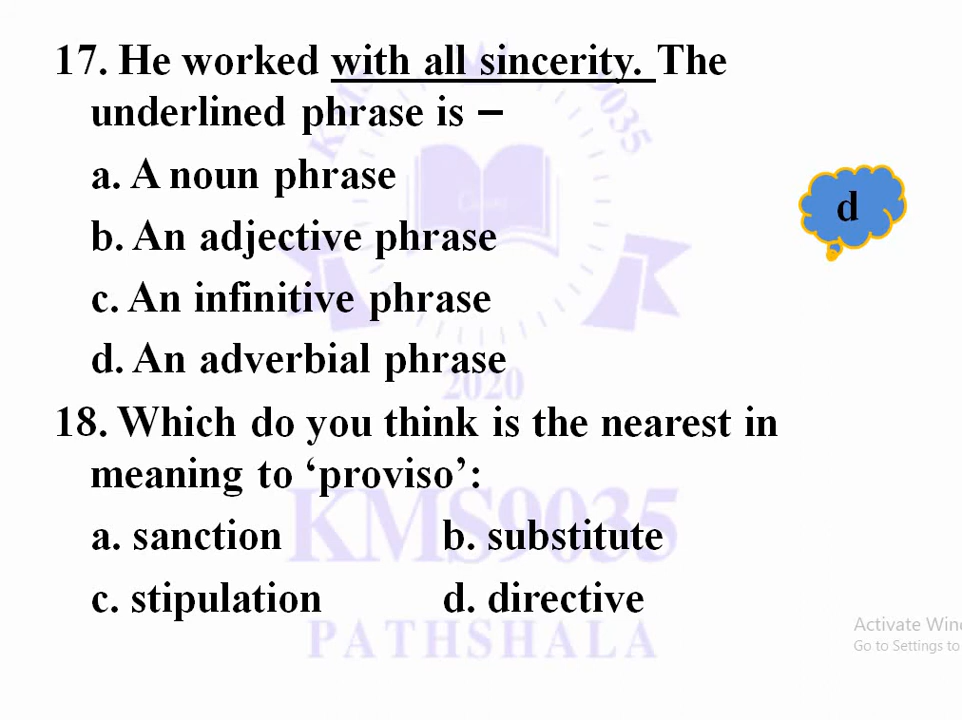 17. He worked with all sincerity. The
underlined phrase is –
a. A noun phrase
b. An adjective phrase
c. An infinitive phrase
d. An adverbial phrase
d
18. Which do you think is the nearest in
meaning to ‘proviso’:
a. sanction b. substitute
c. stipulation d. directive
KMS9035
2020
KMS9035
PATHSHALA
Activate Win
Go to Settings to